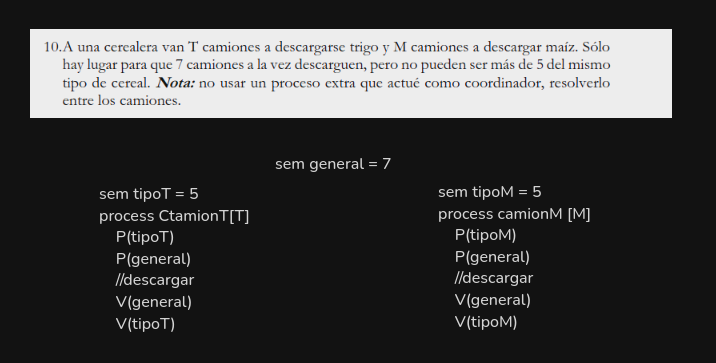 10.A una cerealera van T camiones a descargarse trigo y M camiones a descargar maíz. Sólo
hay lugar para que 7 camiones a la vez descarguen, pero no pueden ser más de 5 del mismo
tipo de cereal. Nota: no usar un proceso extra que actué como coordinador, resolverlo
entre los camiones.
sem general = 7
sem tipoT = 5
process CtamionT[T]
P(tipoT)
P(general)
//descargar
V(general)
V(tipoT)
sem tipoM = 5
process camionM [M]
P(tipoM)
P(general)
//descargar
V(general)
V(tipoM)